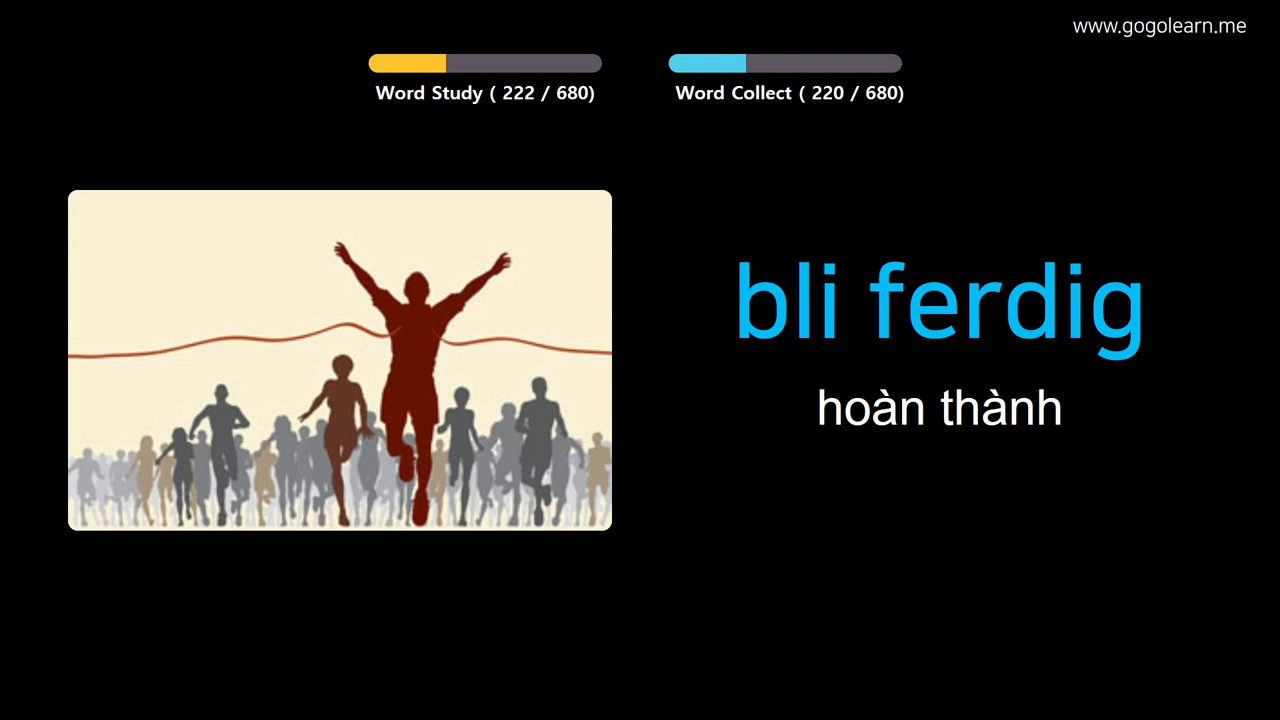 www.gogolearn.me
Word Study ( 222 / 680)
Word Collect ( 220 / 680)
bli ferdig
hoàn thành